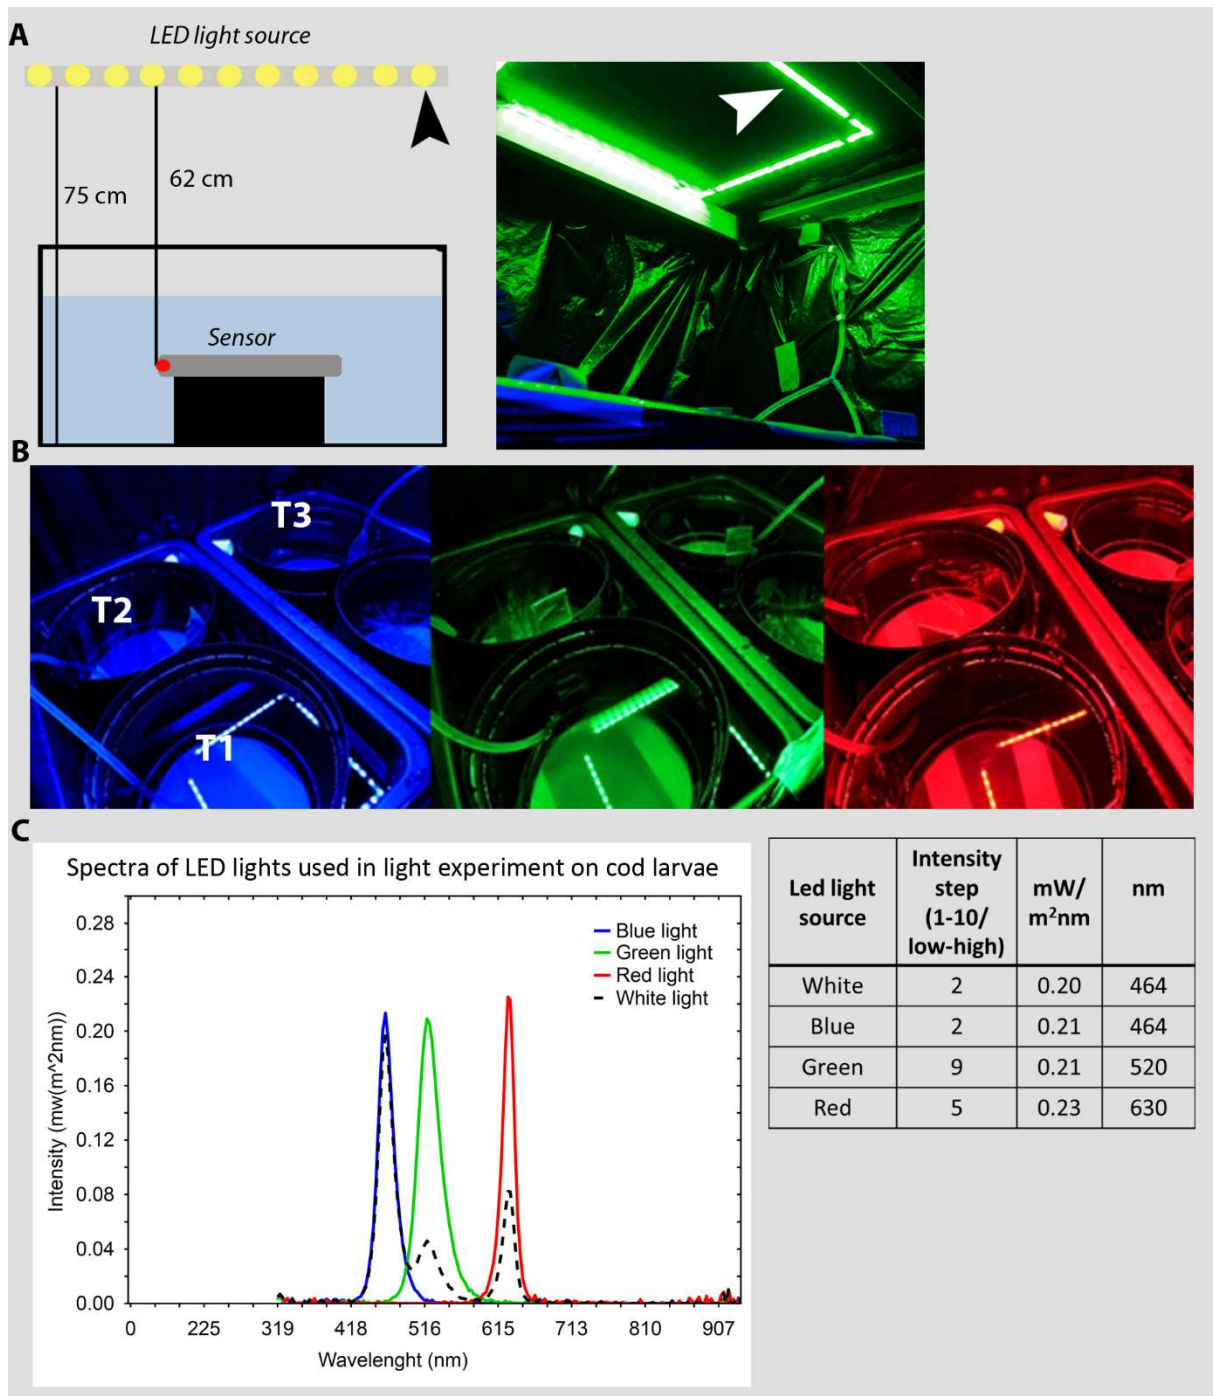 A
LED light source
75 cm
62 cm
Sensor
B
T3
T2
T1
C
Spectra of LED lights used in light experiment on cod larvae
Intensity (mw(m^2nm))
0.28
0.24
0.20
0.16
0.12
0.08
0.04
0.00
Blue light
Green light
Red light
White light
0 225 319 418 516 615 713 810 907
Wavelenght (nm)
Led light source | Intensity step (1-10/ low-high) | mW/ m²nm | nm
White 2 0.20 464
Blue 2 0.21 464
Green 9 0.21 520
Red 5 0.23 630